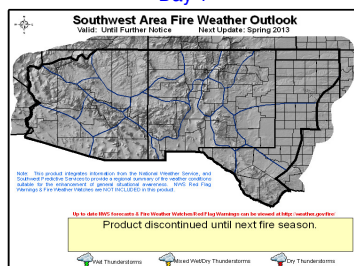 Southwest Area Fire Weather Outlook
Valid: Until Further Notice Next Update: Spring 2013
Note: This product integrates information from the National Weather Service, and
Southwest Predictive Services to provide a regional summary of fire weather conditions
suitable for the enhancement of general situational awareness. NWS Red Flag
Warnings & Fire Weather Watches are NOT INCLUDED in this product.
Up to date NWS forecasts & Fire Weather Watches/Red Flag Warnings can be viewed at http://weather.gov/fire/
Product discontinued until next fire season.
Wet Thunderstorms Mixed Wet/Dry Thunderstorms Dry Thunderstorms